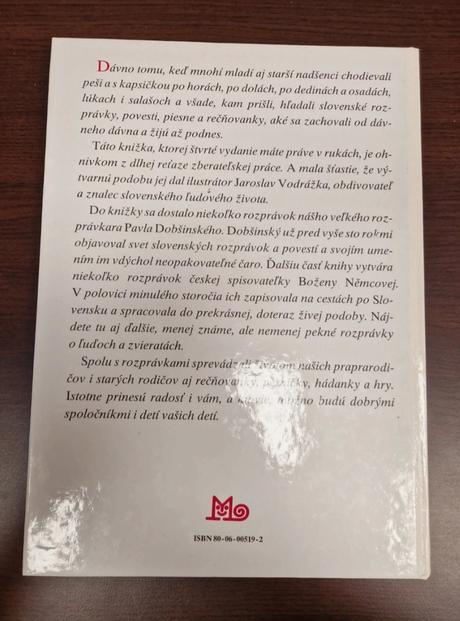 Dávno tomu, keď mnohí mladí aj starší nadšenci chodievali
peši a s kapsičkou po horách, po dolách, po dedinách a osadách,
lúkach i salašoch a všade, kam prišli, hľadali slovenské roz-
právky, povesti, piesne a rečňovanky, aké sa zachovali od dáv-
neho dávna a žijú až podnes.
Táto knižka, ktorej štvrté vydanie máte práve v rukách, je oh-
nivkom z dlhej reťaze zberateľskej práce. A mala šťastie, že vý-
tvarnú podobu jej dal ilustrátor Jaroslav Vodrážka, obdivovateľ
a znalec slovenského ľudového života.
Do knižky sa dostalo niekoľko rozprávok nášho veľkého roz-
právkara Pavla Dobšinského. Dobšinský už pred vyše sto rokmi
objavoval svet slovenských rozprávok a povestí a svojím ume-
ním im vdýchol neopakovateľné čaro. Ďalšiu časť knihy vytvára
niekoľko rozprávok českej spisovateľky Boženy Němcovej.
V polovici minulého storočia ich zapisovala na cestách po Slo-
vensku a spracovala do prekrásnej, doteraz živej podoby. Náj-
dete tu aj ďalšie, menej známe, ale nemenej pekné rozprávky
o ľuďoch a zvieratách.
Spolu s rozprávkami sprevádzali životom našich praprarodi-
čov i starých rodičov aj rečňovanky, pesničky, hádanky a hry.
Istotne prinesú radosť i vám, a možno budú dobrými
spoločníkmi i detí vašich detí.
ISBN 80-06-00519-2